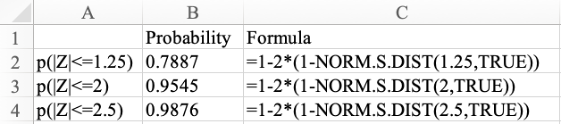 A B C
1 Probability Formula
2 p(|Z|<=1.25) 0.7887 =1-2*(1-NORM.S.DIST(1.25,TRUE))
3 p(|Z|<=2) 0.9545 =1-2*(1-NORM.S.DIST(2,TRUE))
4 p(|Z|<=2.5) 0.9876 =1-2*(1-NORM.S.DIST(2.5,TRUE))